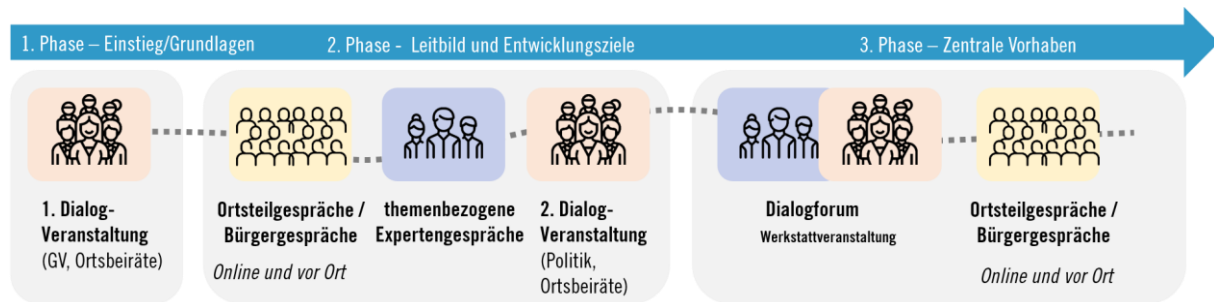 1. Phase – Einstieg/Grundlagen
2. Phase - Leitbild und Entwicklungsziele
3. Phase – Zentrale Vorhaben
1. Dialog-
Veranstaltung
(GV, Ortsbeiräte)
Ortsteilgespräche /
Bürgergespräche
Online und vor Ort
themenbezogene
Expertengespräche
2. Dialog-
Veranstaltung
(Politik,
Ortsbeiräte)
Dialogforum
Werkstattveranstaltung
Ortsteilgespräche /
Bürgergespräche
Online und vor Ort